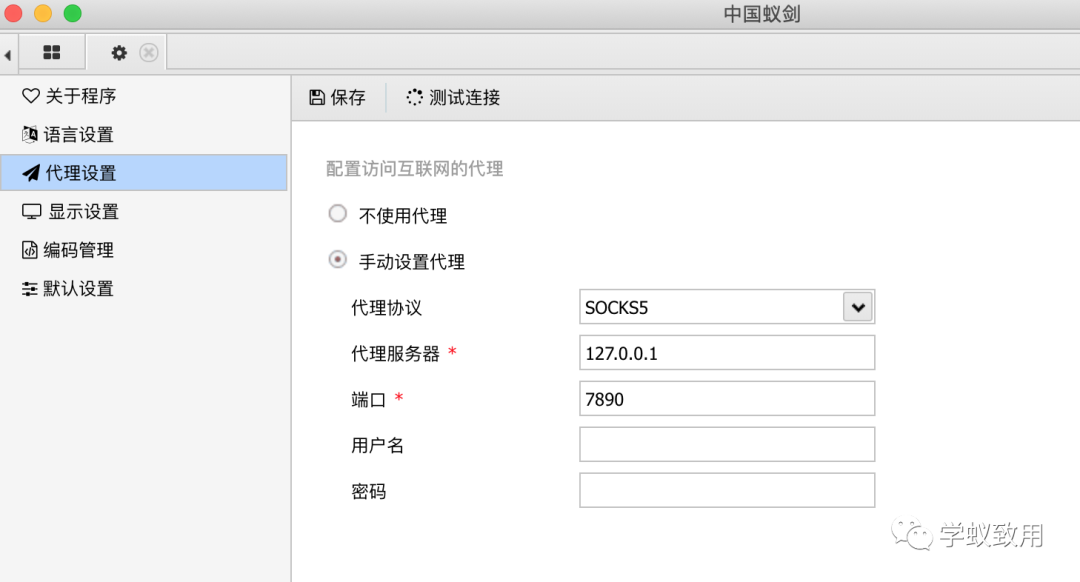 中国蚁剑
关于程序
语言设置
代理设置
显示设置
编码管理
默认设置
保存 测试连接
配置访问互联网的代理
不使用代理
手动设置代理
代理协议 SOCKS5
代理服务器 * 127.0.0.1
端口 * 7890
用户名
密码
学蚁致用